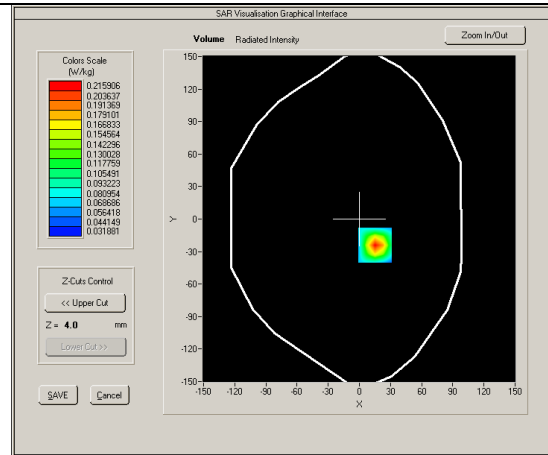 SAR Visualisation Graphical Interface
Volume Radiated Intensity
Zoom In/Out
Colors Scale
(W/kg)
0.215906
0.203637
0.191369
0.179101
0.166833
0.154564
0.142296
0.130028
0.117759
0.105491
0.093223
0.080954
0.068686
0.056418
0.044149
0.031881
Z-Cuts Control
<< Upper Cut
Z = 4.0 mm
Lower Cut >>
SAVE Cancel
150
120
90
60
30
0
-30
-60
-90
-120
-150
Y
-150 -120 -90 -60 -30 0 30 60 90 120 150
X